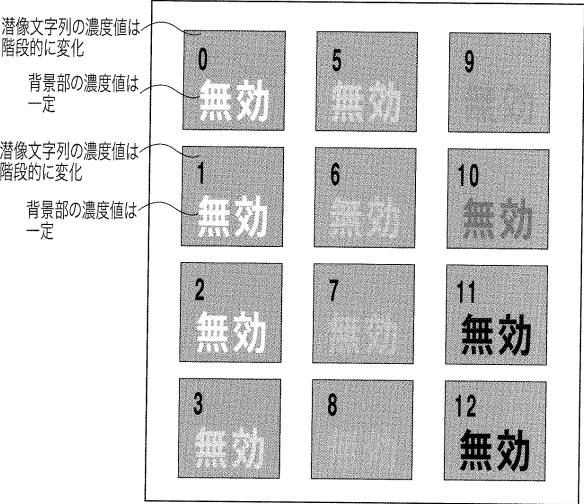 潜像文字列の濃度値は
階段的に変化
背景部の濃度値は
一定
潜像文字列の濃度値は
階段的に変化
背景部の濃度値は
一定
0
無効
5
無効
9
無効
1
無効
6
無効
10
無効
2
無効
7
無効
11
無効
3
無効
8
無効
12
無効